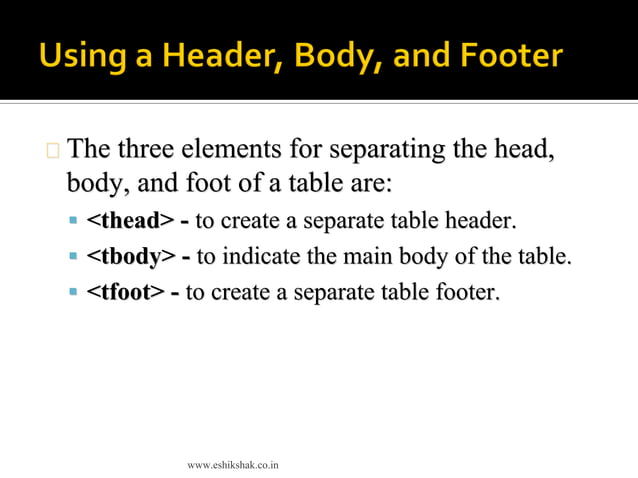 Using a Header, Body, and Footer
The three elements for separating the head,
body, and foot of a table are:
<thead> - to create a separate table header.
<tbody> - to indicate the main body of the table.
<tfoot> - to create a separate table footer.
www.eshikshak.co.in